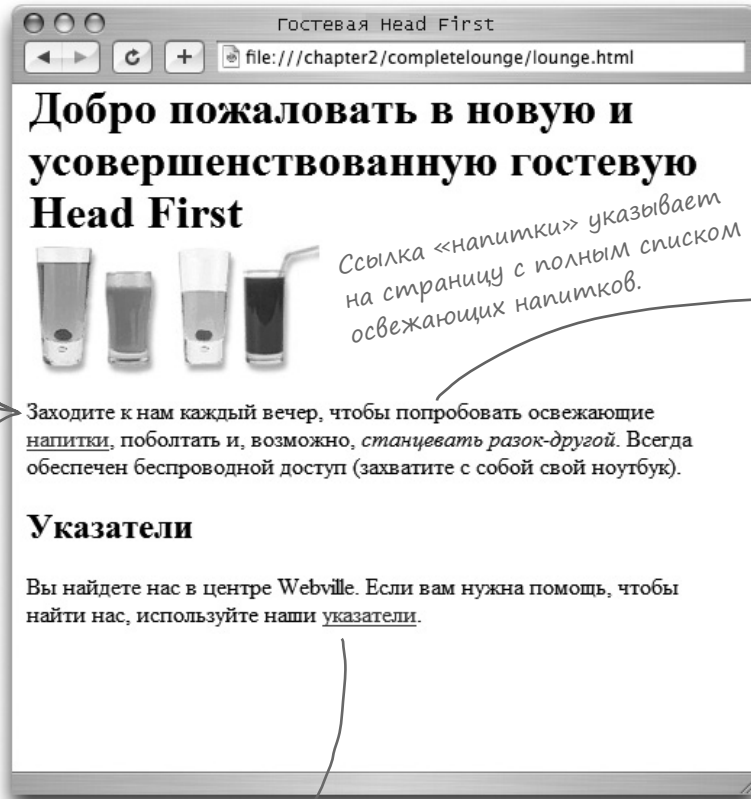 Гостевая Head First
file:///chapter2/completelounge/lounge.html
Добро пожаловать в новую и
усовершенствованную гостевую
Head First
Ссылка «напитки» указывает
на страницу с полным списком
освежающих напитков.
Заходите к нам каждый вечер, чтобы попробовать освежающие
напитки, поболтать и, возможно, станцевать разок-другой. Всегда
обеспечен беспроводной доступ (захватите с собой свой ноутбук).
Указатели
Вы найдете нас в центре Webville. Если вам нужна помощь, чтобы
найти нас, используйте наши указатели.